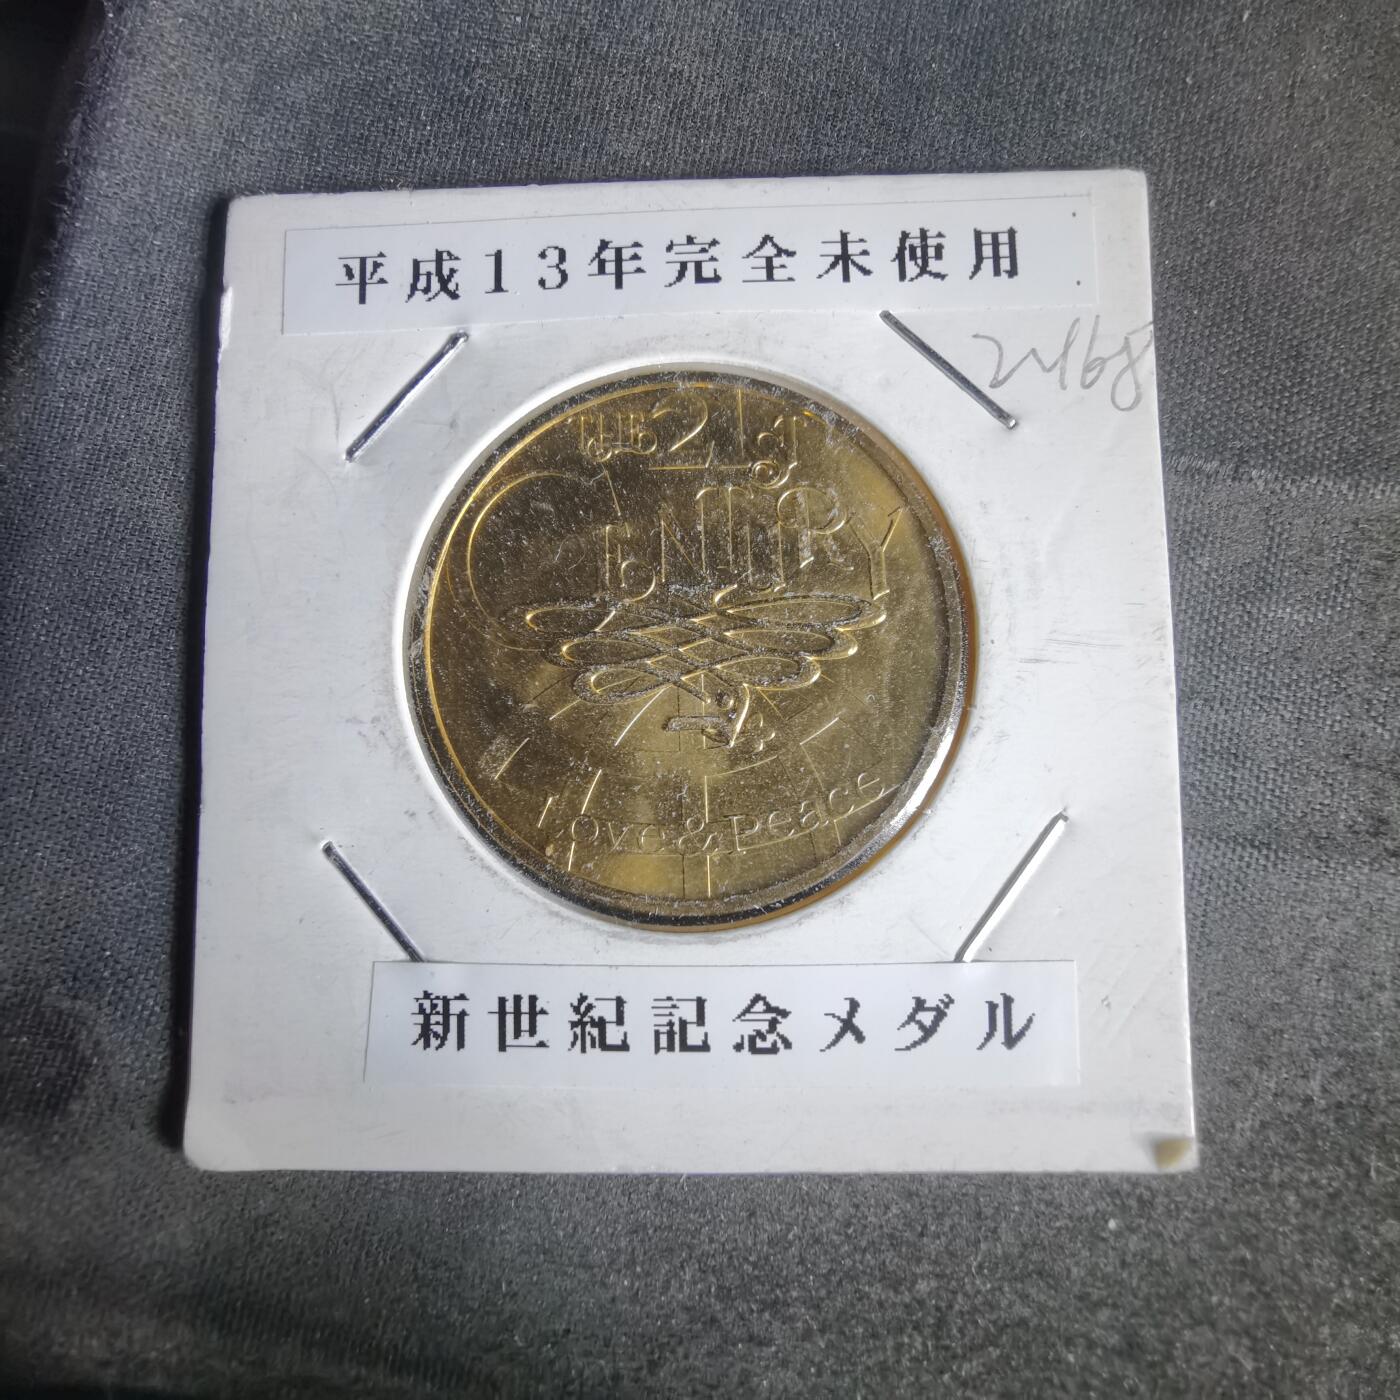 平成13年完全未使用
THE 21ST
CENTURY
Love & Peace
新世紀記念メダル